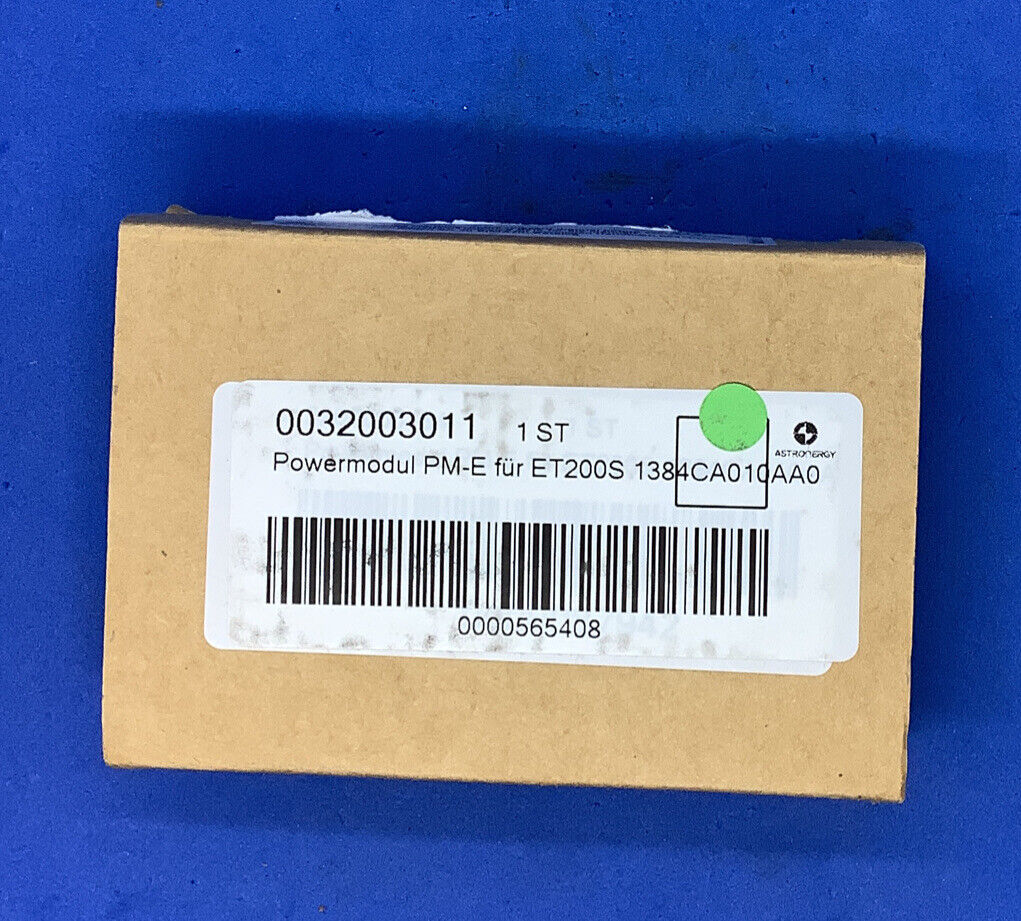 0032003011 1 ST
ASTRONERGY
Powermodul PM-E für ET200S 1384CA010AA0
0000565408